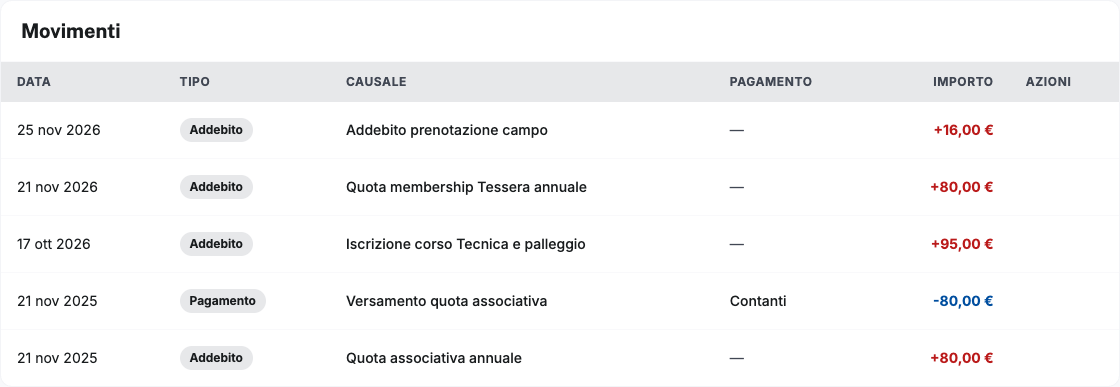 Movimenti
DATA TIPO CAUSALE PAGAMENTO IMPORTO AZIONI
25 nov 2026 Addebito Addebito prenotazione campo — +16,00 €
21 nov 2026 Addebito Quota membership Tessera annuale — +80,00 €
17 ott 2026 Addebito Iscrizione corso Tecnica e palleggio — +95,00 €
21 nov 2025 Pagamento Versamento quota associativa Contanti -80,00 €
21 nov 2025 Addebito Quota associativa annuale — +80,00 €